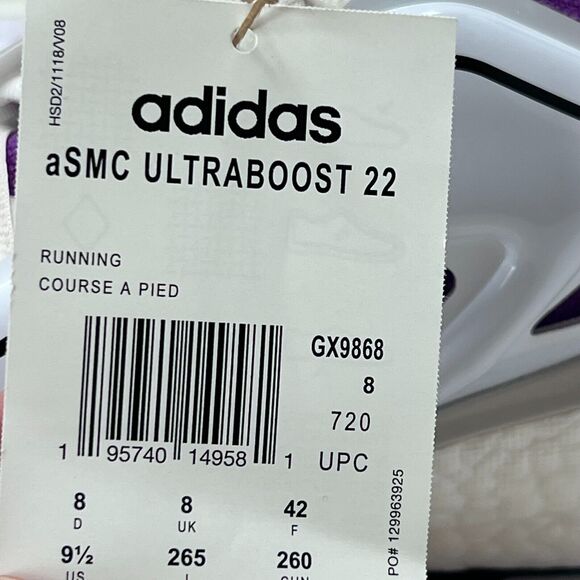 HSD2/1118/V08
adidas
aSMC ULTRABOOST 22
RUNNING
COURSE A PIED
GX9868
8
720
1 95740 14958 1 UPC
8 8 42
D UK F
9½ 265 260
US
PO# 129963925